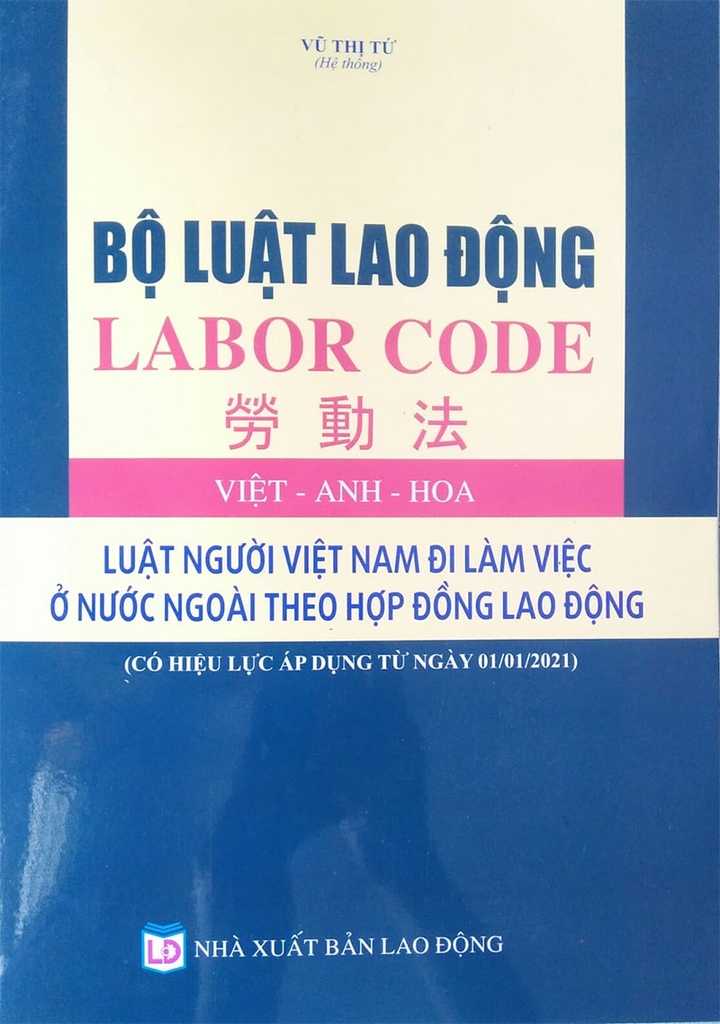 VŨ THỊ TỨ
(Hệ thống)
BỘ LUẬT LAO ĐỘNG
LABOR CODE
勞動法
VIỆT - ANH - HOA
LUẬT NGƯỜI VIỆT NAM ĐI LÀM VIỆC
Ở NƯỚC NGOÀI THEO HỢP ĐỒNG LAO ĐỘNG
(CÓ HIỆU LỰC ÁP DỤNG TỪ NGÀY 01/01/2021)
LĐ NHÀ XUẤT BẢN LAO ĐỘNG